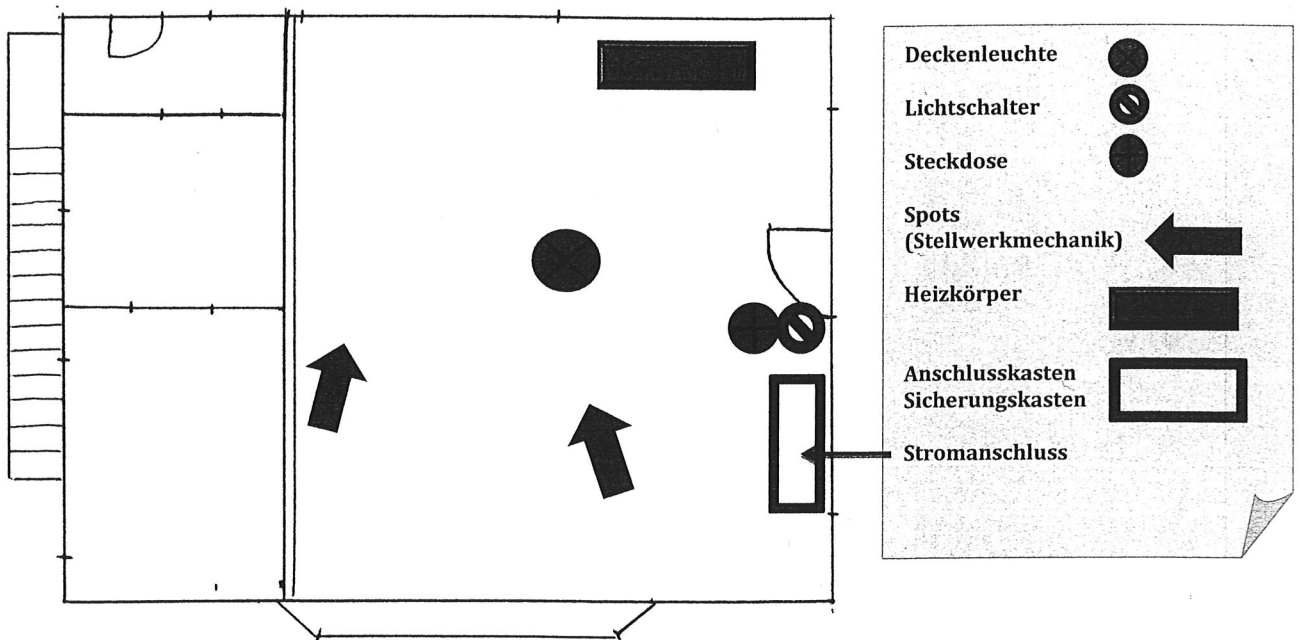 Deckenleuchte
Lichtschalter
Steckdose
Spots
(Stellwerkmechanik)
Heizkörper
Anschlusskasten
Sicherungskasten
Stromanschluss